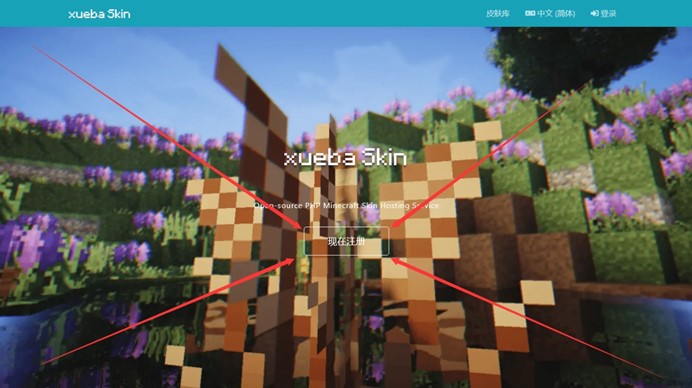 xueba Skin
皮肤库
中文 (简体)
登录
xueba Skin
Open-source PHP Minecraft Skin Hosting Service
现在注册